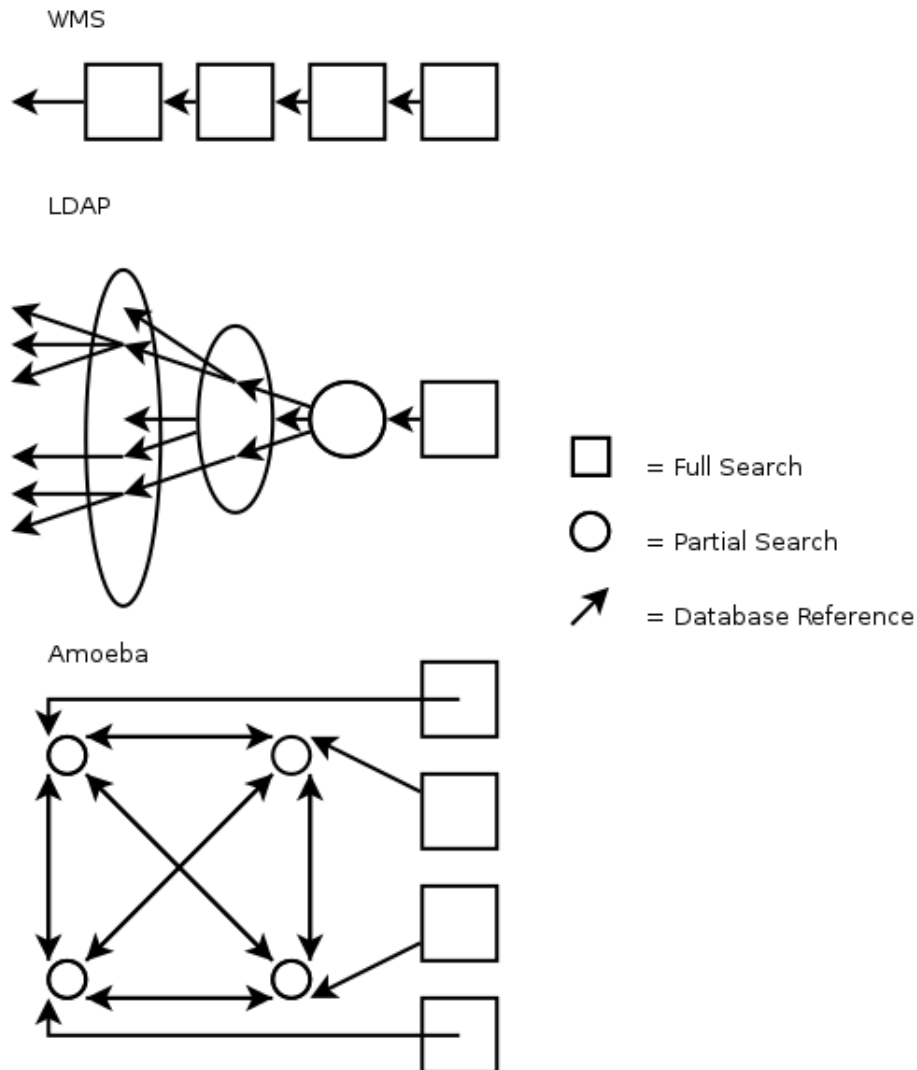 WMS
LDAP
= Full Search
= Partial Search
= Database Reference
Amoeba